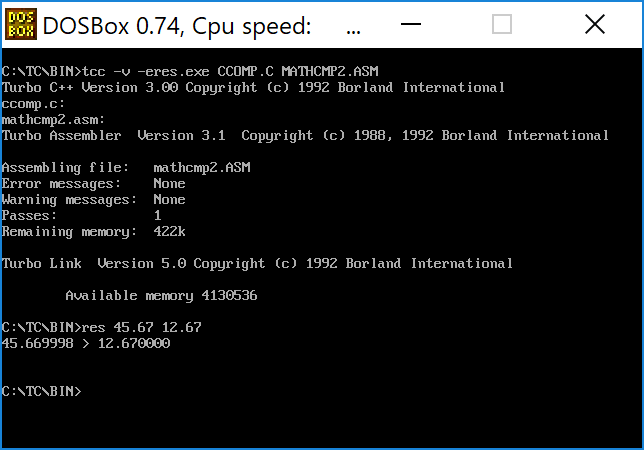 DOS
BOX
DOSBox 0.74, Cpu speed: ...
C:\TC\BIN>tcc -v -eres.exe CCOMP.C MATHCMP2.ASM
Turbo C++ Version 3.00 Copyright (c) 1992 Borland International
ccomp.c:
mathcmp2.asm:
Turbo Assembler  Version 3.1  Copyright (c) 1988, 1992 Borland International
Assembling file:   mathcmp2.ASM
Error messages:    None
Warning messages:  None
Passes:            1
Remaining memory:  422k
Turbo Link  Version 5.0 Copyright (c) 1992 Borland International
Available memory 4130536
C:\TC\BIN>res 45.67 12.67
45.669998 > 12.670000
C:\TC\BIN>